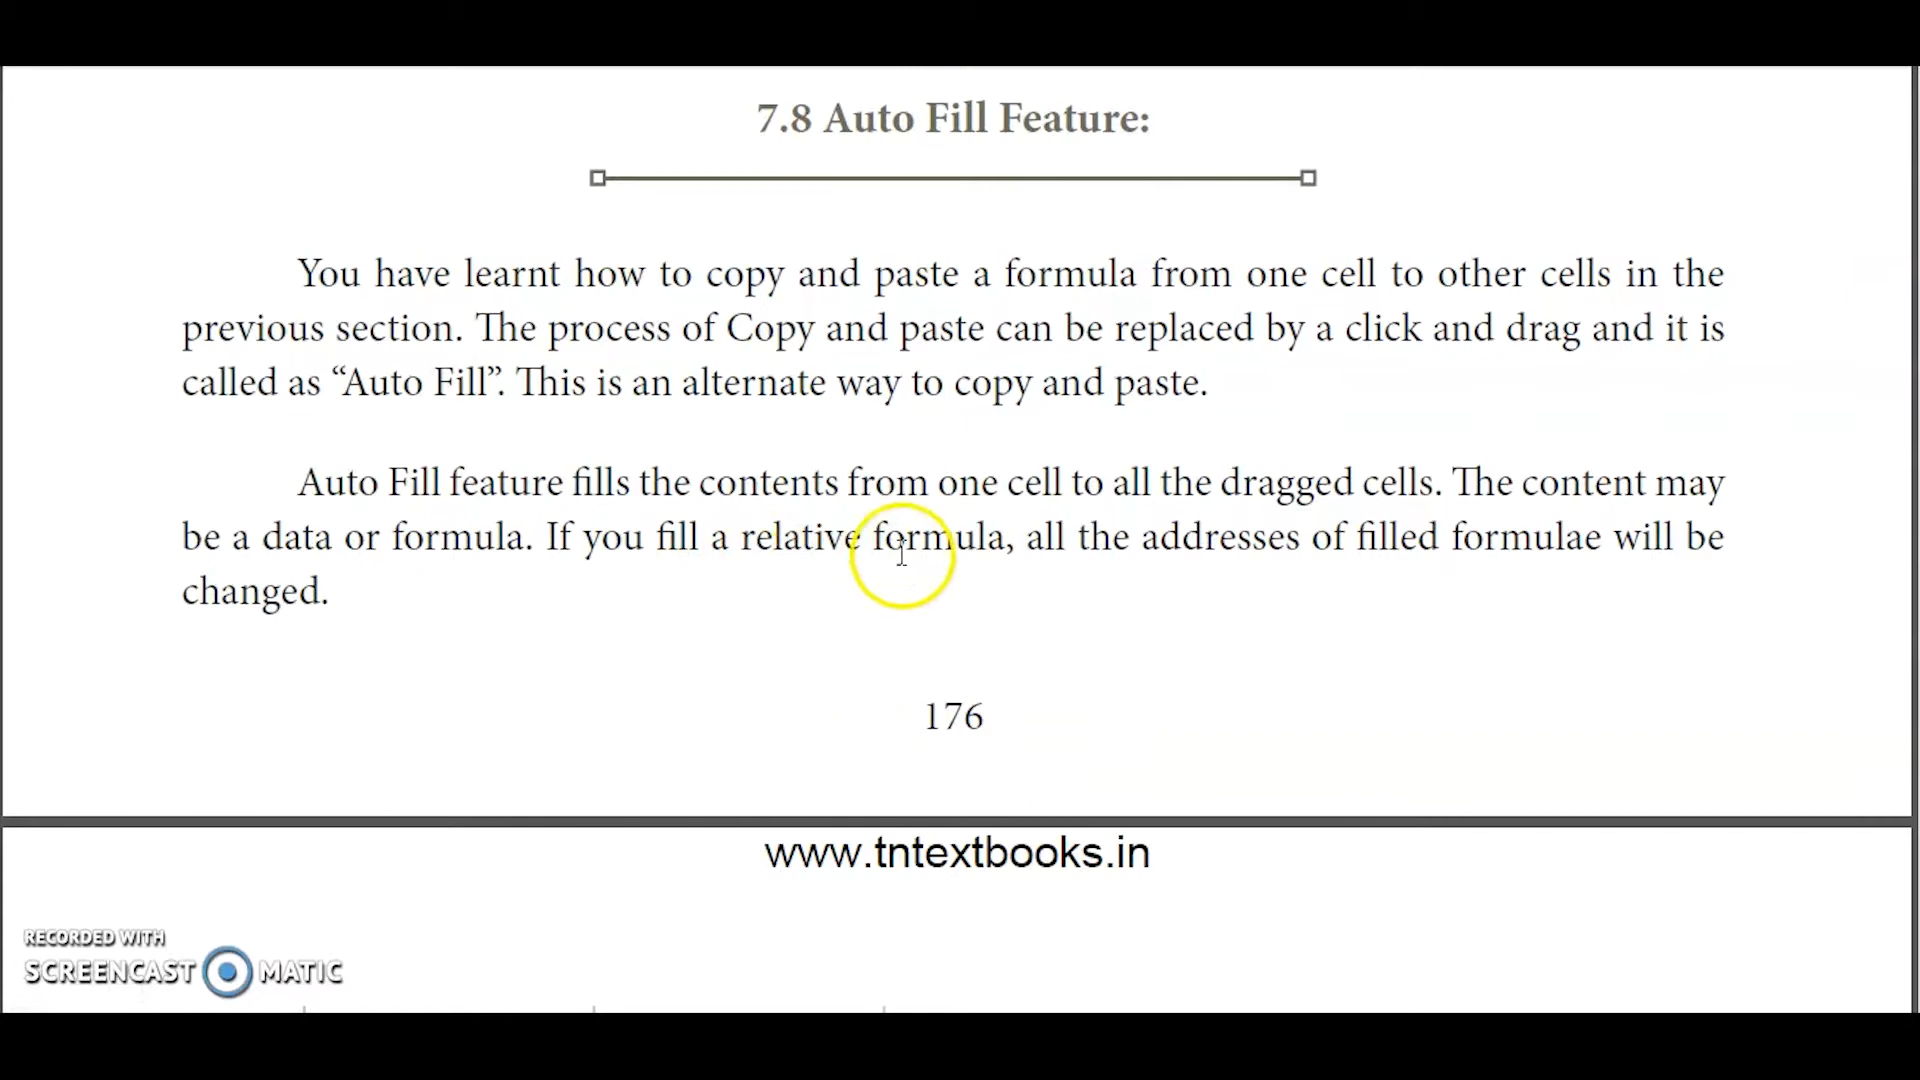 7.8 Auto Fill Feature:
You have learnt how to copy and paste a formula from one cell to other cells in the
previous section. The process of Copy and paste can be replaced by a click and drag and it is
called as “Auto Fill”. This is an alternate way to copy and paste.
Auto Fill feature fills the contents from one cell to all the dragged cells. The content may
be a data or formula. If you fill a relative formula, all the addresses of filled formulae will be
changed.
176
www.tntextbooks.in
RECORDED WITH
SCREENCAST MATIC